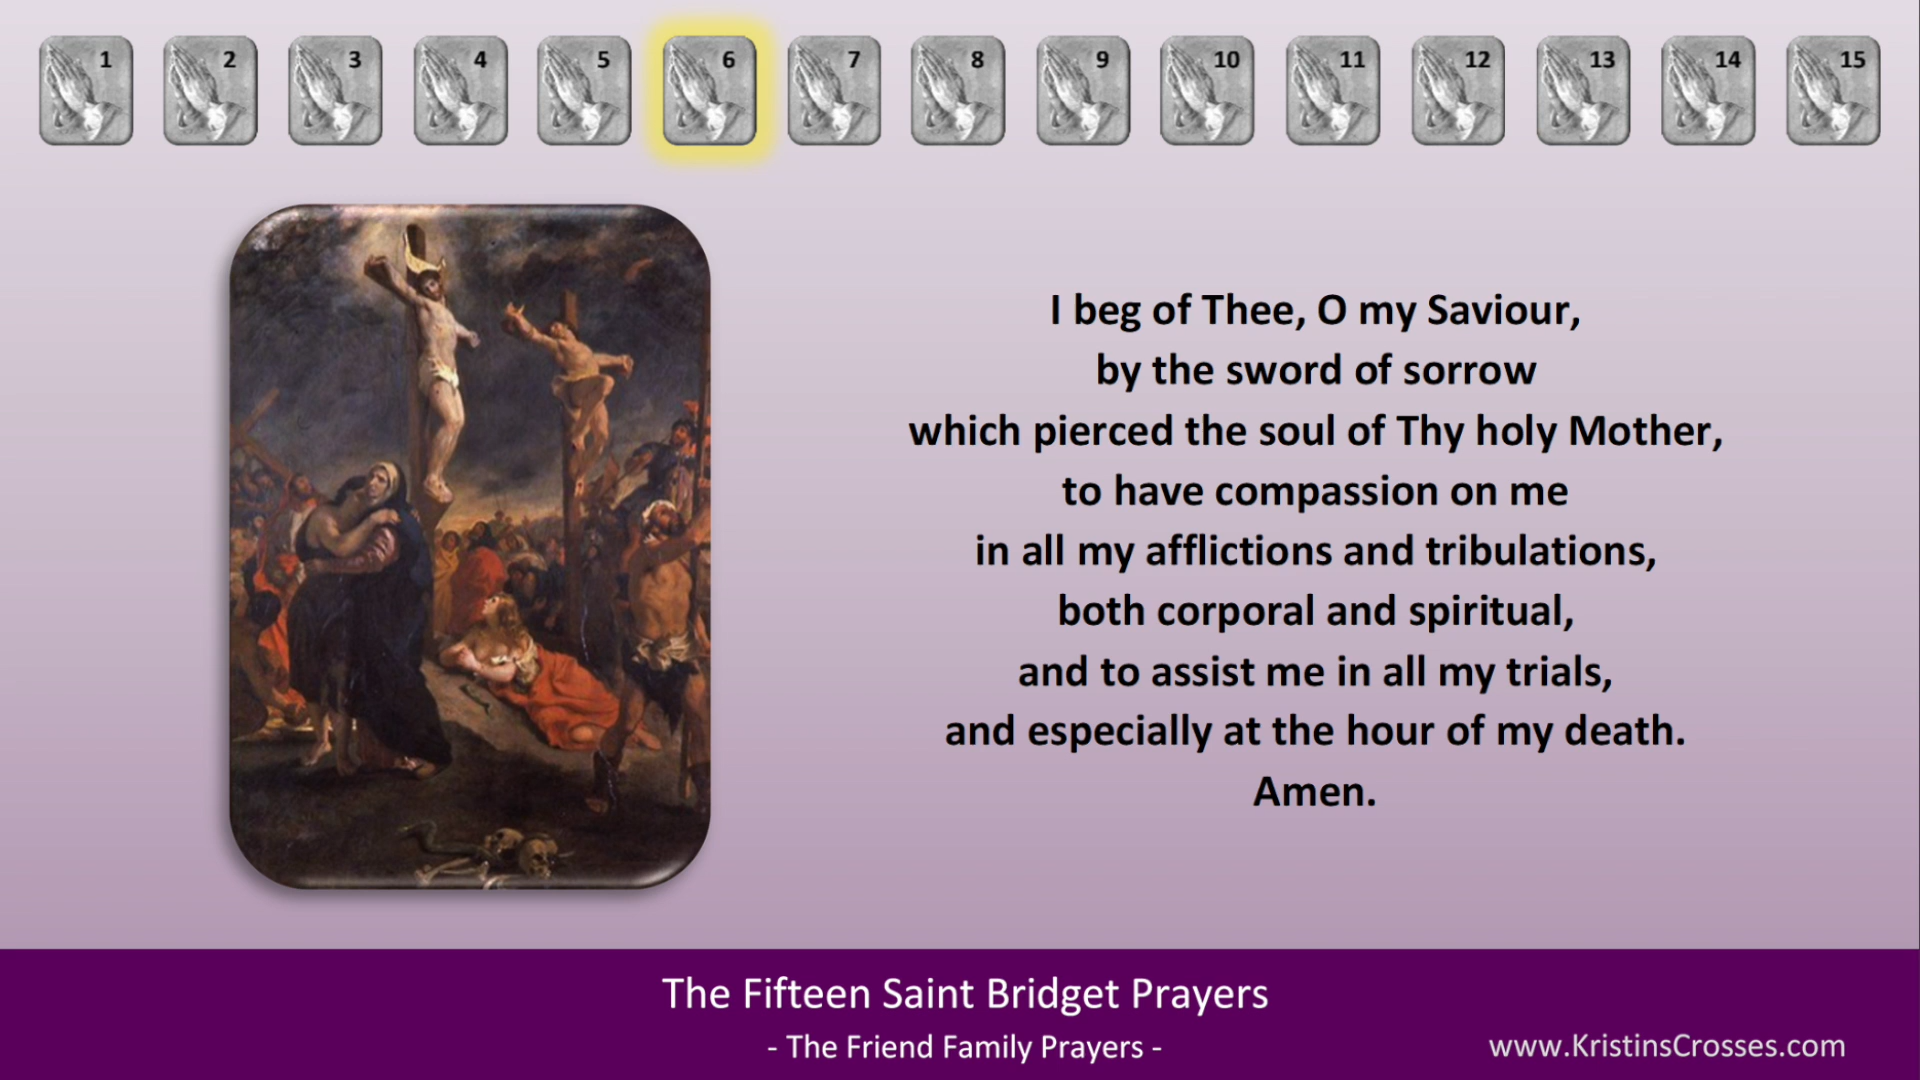 1 2 3 4 5 6 7 8 9 10 11 12 13 14 15
I beg of Thee, O my Saviour,
by the sword of sorrow
which pierced the soul of Thy holy Mother,
to have compassion on me
in all my afflictions and tribulations,
both corporal and spiritual,
and to assist me in all my trials,
and especially at the hour of my death.
Amen.
The Fifteen Saint Bridget Prayers
- The Friend Family Prayers -
www.KristinsCrosses.com